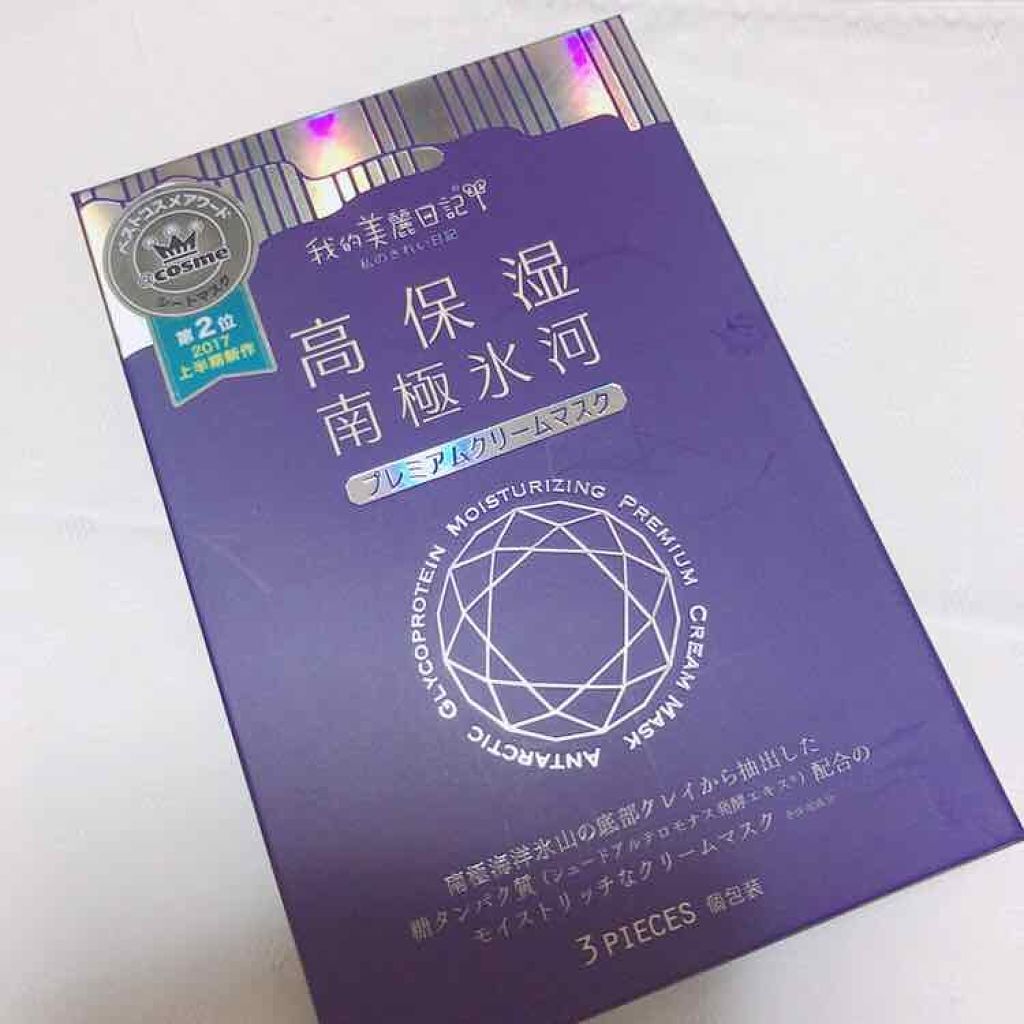 ベストコスメアワード
@cosme
シートマスク
第2位
2017
上半期新作
我的美麗日記
私のきれい日記
高保湿
南極氷河
プレミアムクリームマスク
ANTARCTIC GLYCOPROTEIN MOISTURIZING PREMIUM CREAM MASK
南極海洋氷山の底部クレイから抽出した
糖タンパク質(シュードアルテロモナス発酵エキス*)配合の
モイストリッチなクリームマスク *保湿成分
3 PIECES 個包装